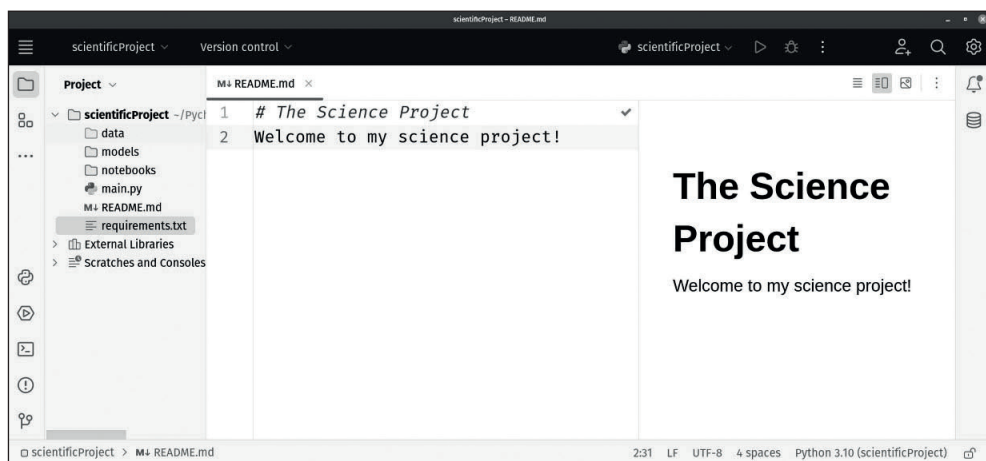 scientificProject – README.md
scientificProject Version control scientificProject
Project
scientificProject ~/Pycl
data
models
notebooks
main.py
M↓ README.md
requirements.txt
External Libraries
Scratches and Consoles
M↓ README.md ×
1 # The Science Project
2 Welcome to my science project!
The Science
Project
Welcome to my science project!
scientificProject > M↓ README.md 2:31 LF UTF-8 4 spaces Python 3.10 (scientificProject)